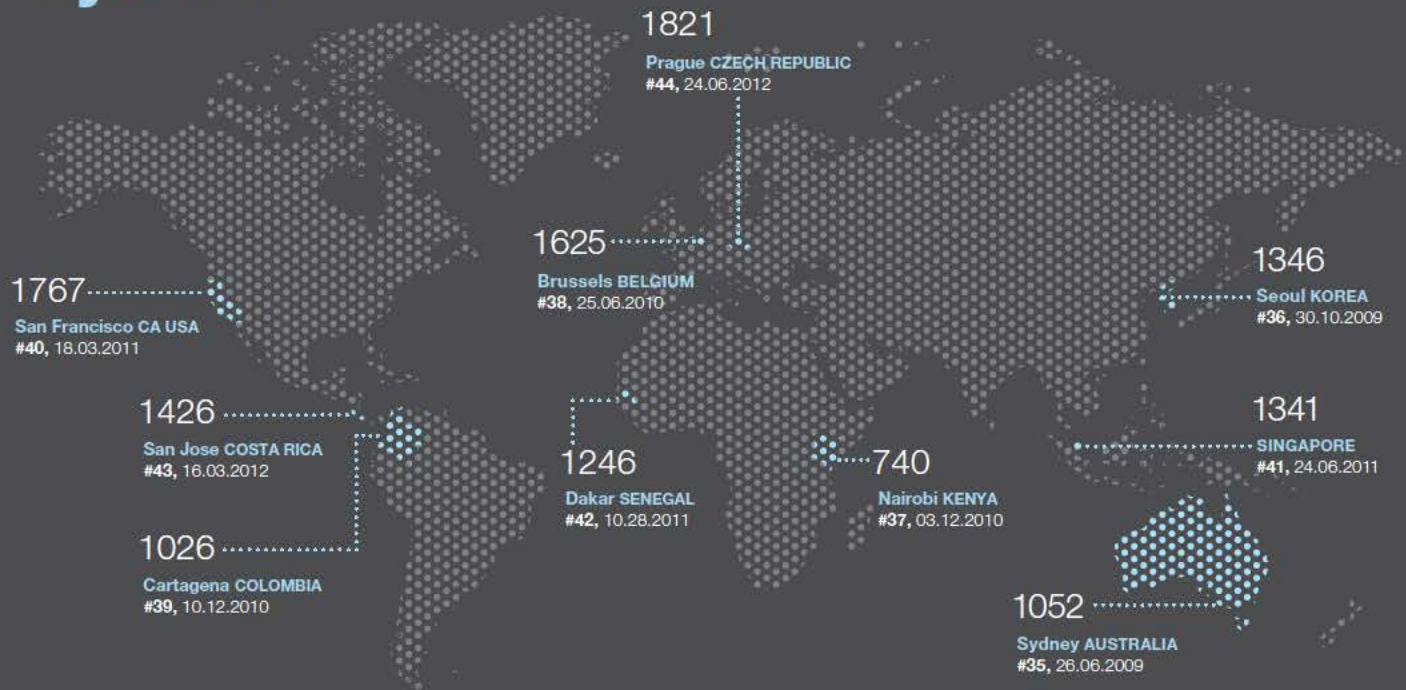 1821
Prague CZECH REPUBLIC
#44, 24.06.2012
1625
Brussels BELGIUM
#38, 25.06.2010
1767
San Francisco CA USA
#40, 18.03.2011
1346
Seoul KOREA
#36, 30.10.2009
1426
San Jose COSTA RICA
#43, 16.03.2012
1341
SINGAPORE
#41, 24.06.2011
1246
Dakar SENEGAL
#42, 10.28.2011
740
Nairobi KENYA
#37, 03.12.2010
1026
Cartagena COLOMBIA
#39, 10.12.2010
1052
Sydney AUSTRALIA
#35, 26.06.2009